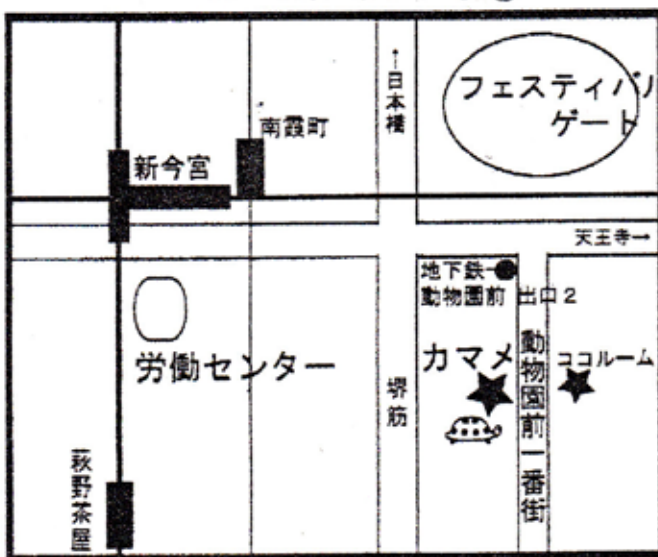 ↑日本橋
フェスティバル
ゲート
南霞町
新今宮
天王寺→
地下鉄
動物園前 出口2
労働センター
カマメ
ココルーム
動物園前一番街
堺筋
萩野茶屋